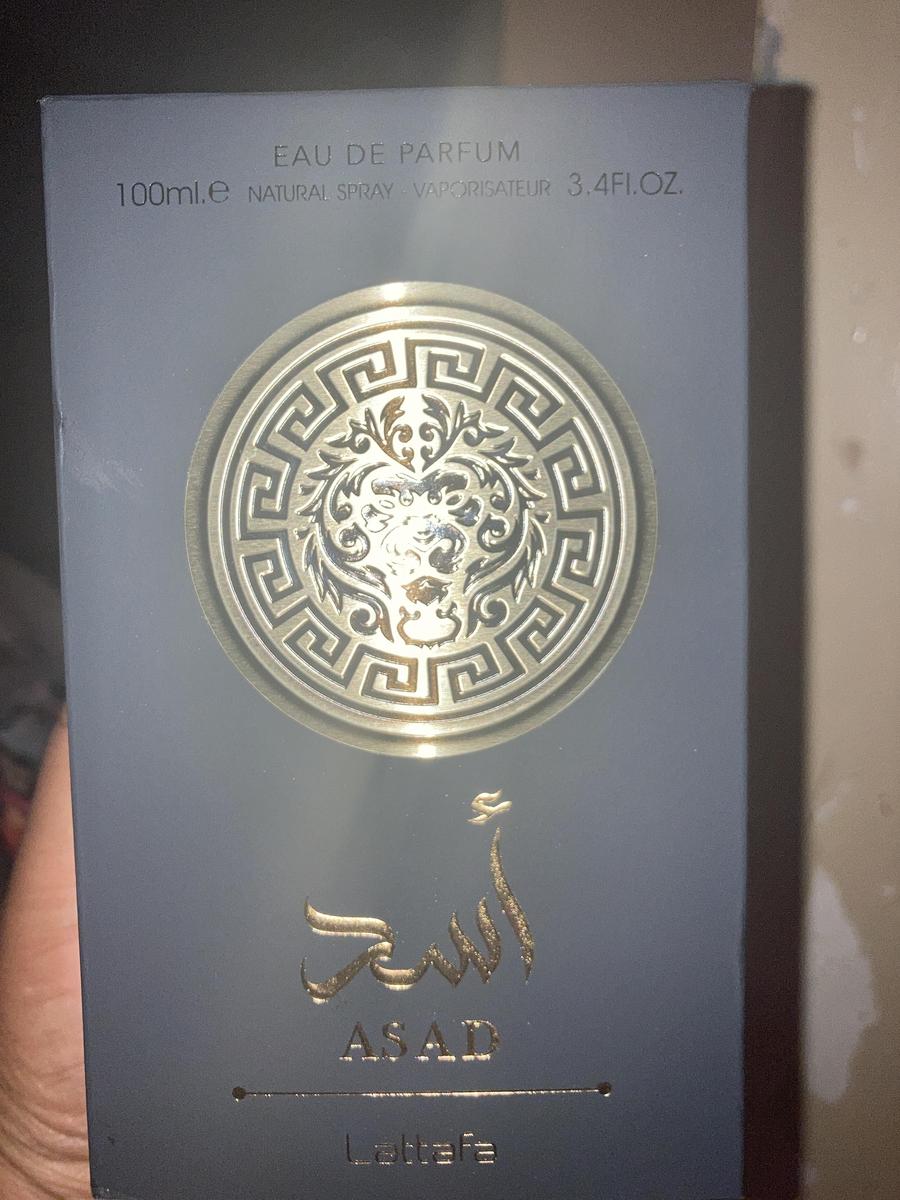 EAU DE PARFUM
100ml.e NATURAL SPRAY - VAPORISATEUR 3.4Fl.OZ.
أسد
ASAD
Lattafa